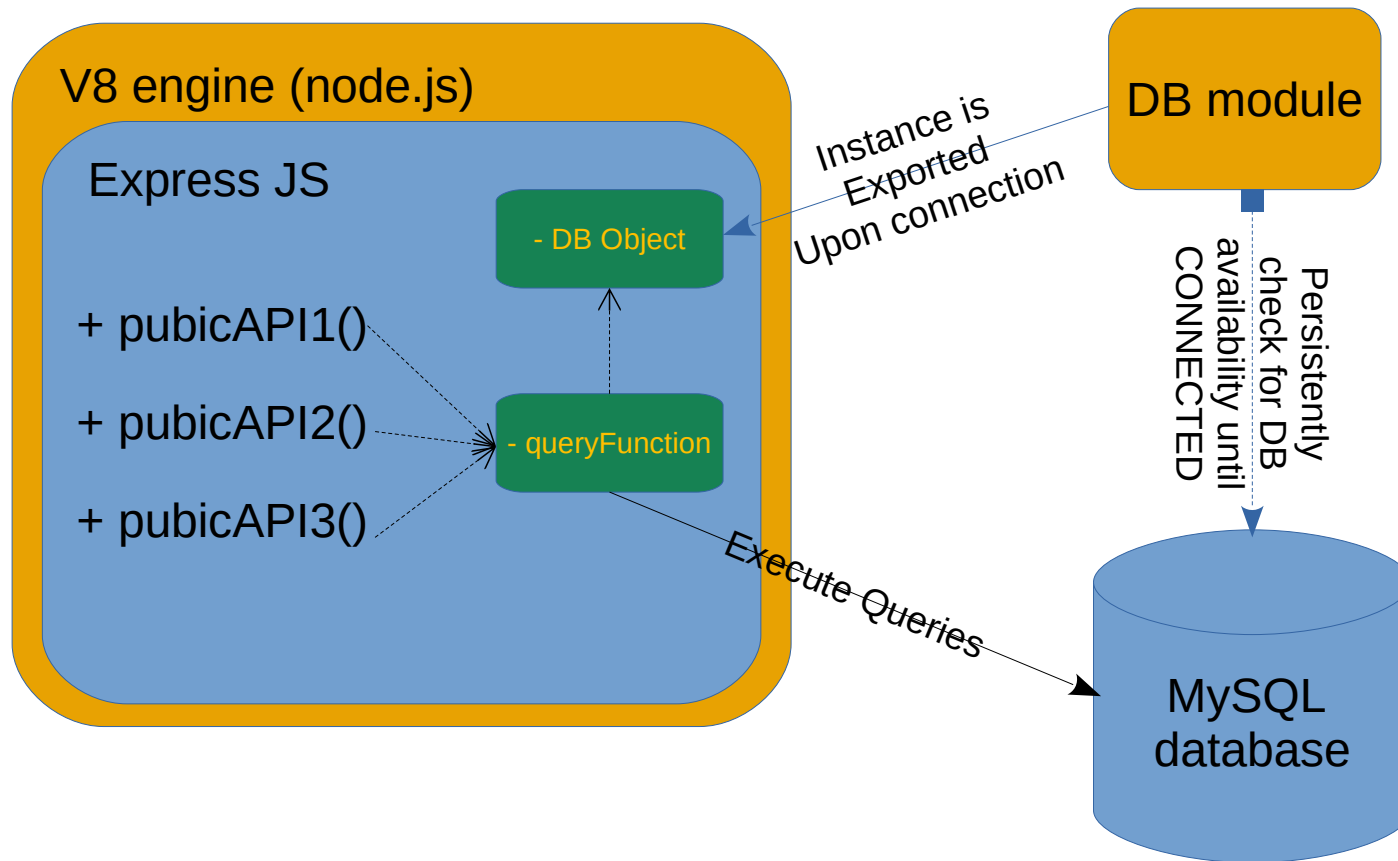 V8 engine (node.js)
Express JS
- DB Object
+ pubicAPI1()
+ pubicAPI2()
- queryFunction
+ pubicAPI3()
Instance is
Exported
Upon connection
DB module
Persistently
check for DB
availability until
CONNECTED
Execute Queries
MySQL
database